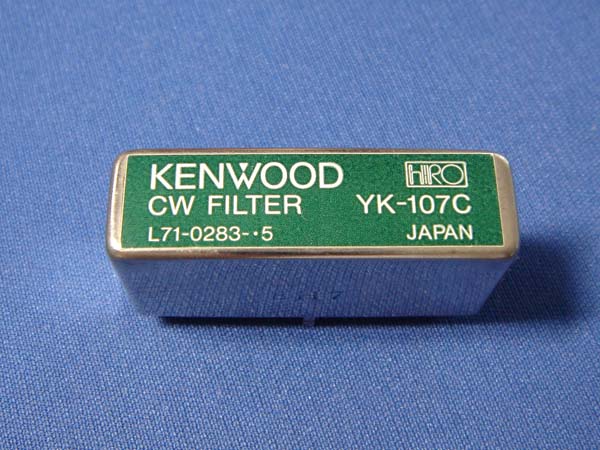 KENWOOD HIRO
CW FILTER YK-107C
L71-0283-·5 JAPAN